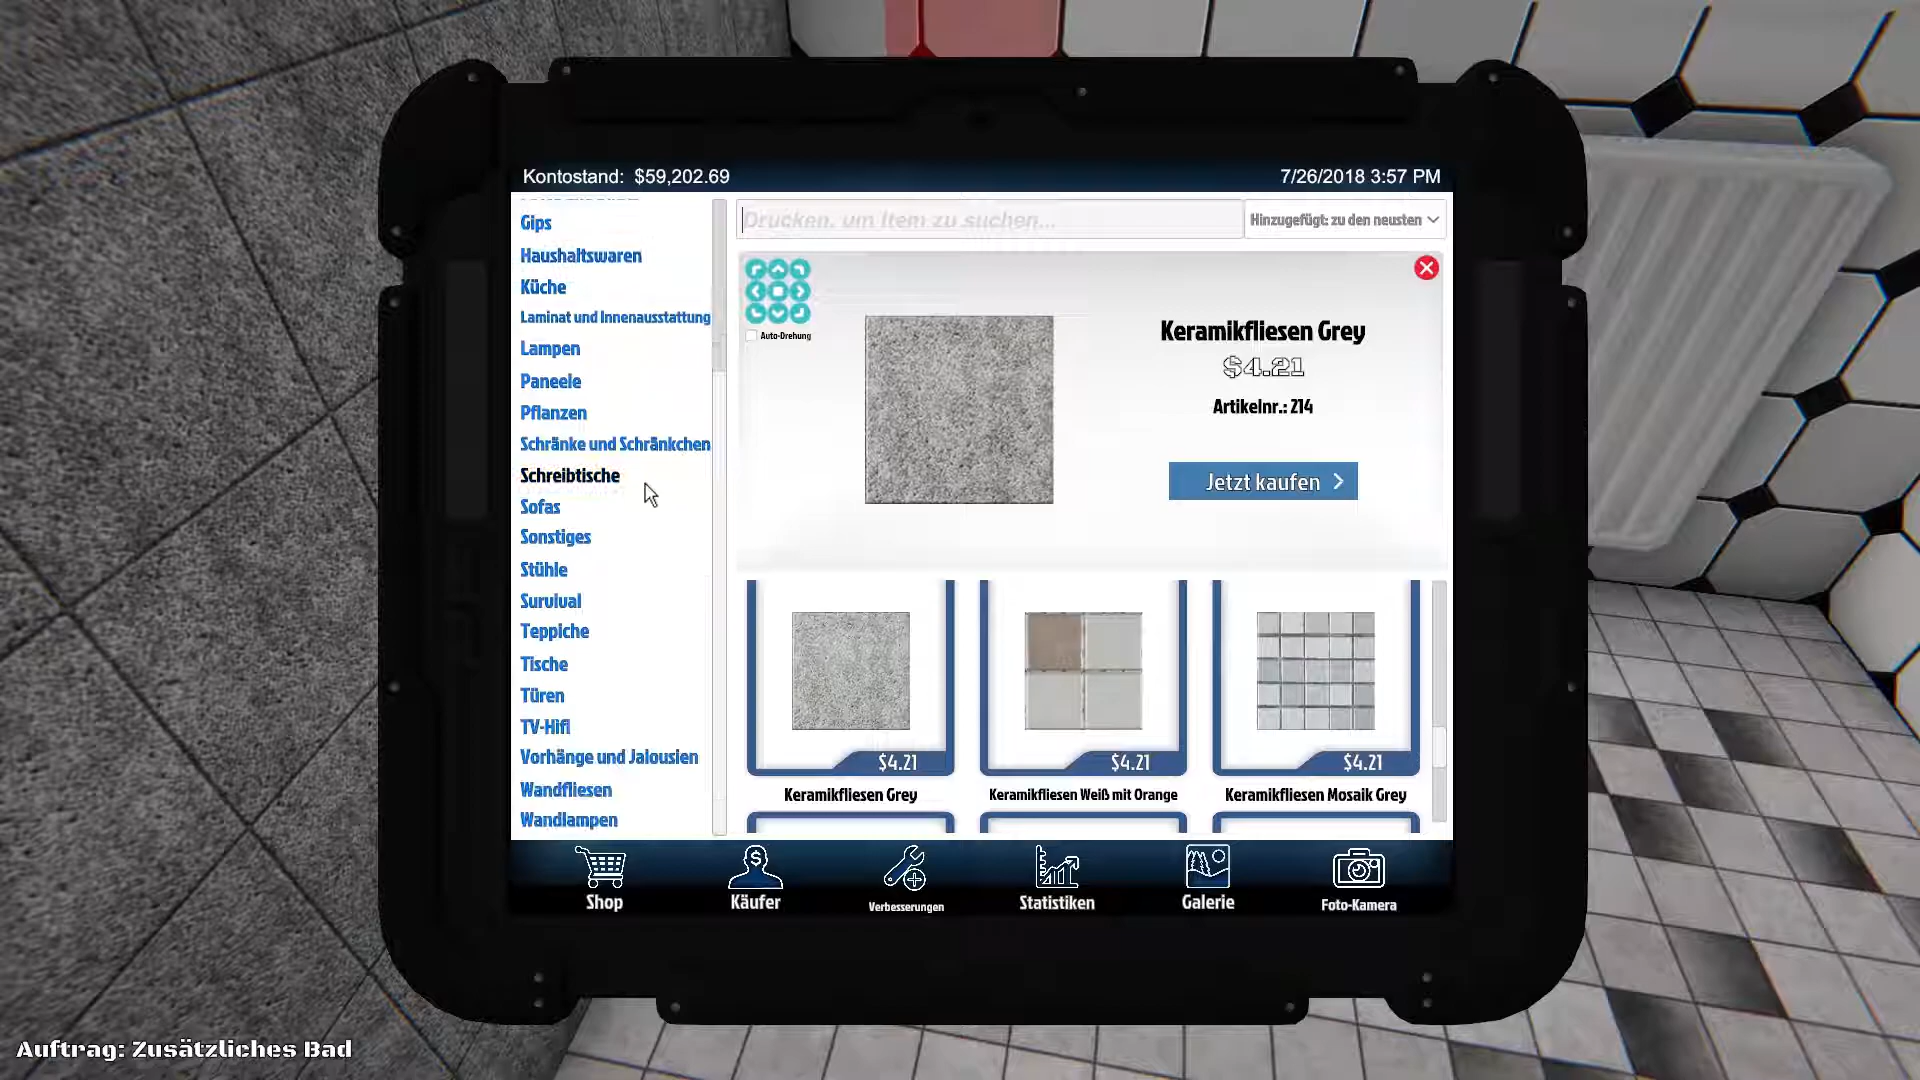 Kontostand: $59,202.69
7/26/2018 3:57 PM
Gips
Haushaltswaren
Küche
Laminat und Innenausstattung
Lampen
Paneele
Pflanzen
Schränke und Schränkchen
Schreibtische
Sofas
Sonstiges
Stühle
Survival
Teppiche
Tische
Türen
TV-Hifi
Vorhänge und Jalousien
Wandfliesen
Wandlampen
Drücken, um Item zu suchen...
Hinzugefügt: zu den neusten
Auto-Drehung
Keramikfliesen Grey
$4.21
Artikelnr.: 214
Jetzt kaufen
$4.21
$4.21
$4.21
Keramikfliesen Grey
Keramikfliesen Weiß mit Orange
Keramikfliesen Mosaik Grey
Shop
Käufer
Verbesserungen
Statistiken
Galerie
Foto-Kamera
Auftrag: Zusätzliches Bad